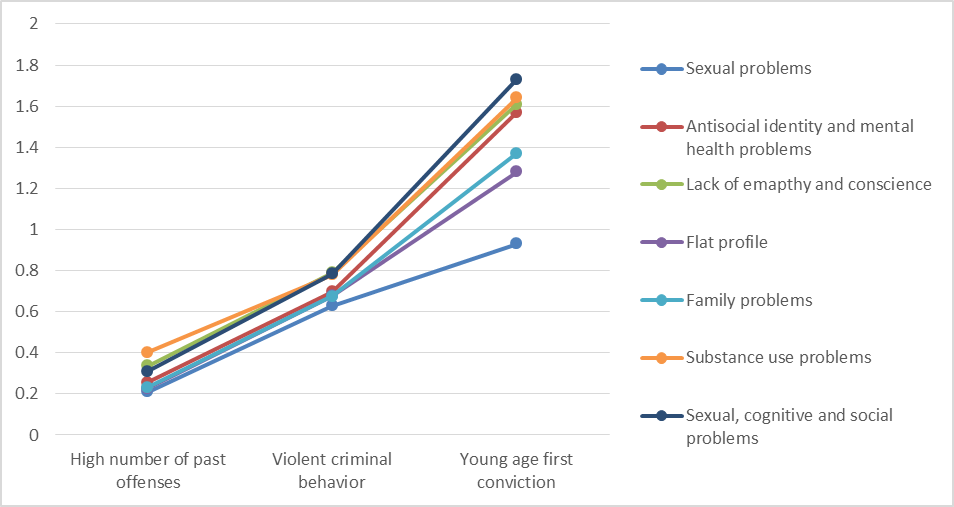 2
1.8
1.6
1.4
1.2
1
0.8
0.6
0.4
0.2
0
High number of past
offenses
Violent criminal
behavior
Young age first
conviction
Sexual problems
Antisocial identity and mental
health problems
Lack of emapthy and conscience
Flat profile
Family problems
Substance use problems
Sexual, cognitive and social
problems